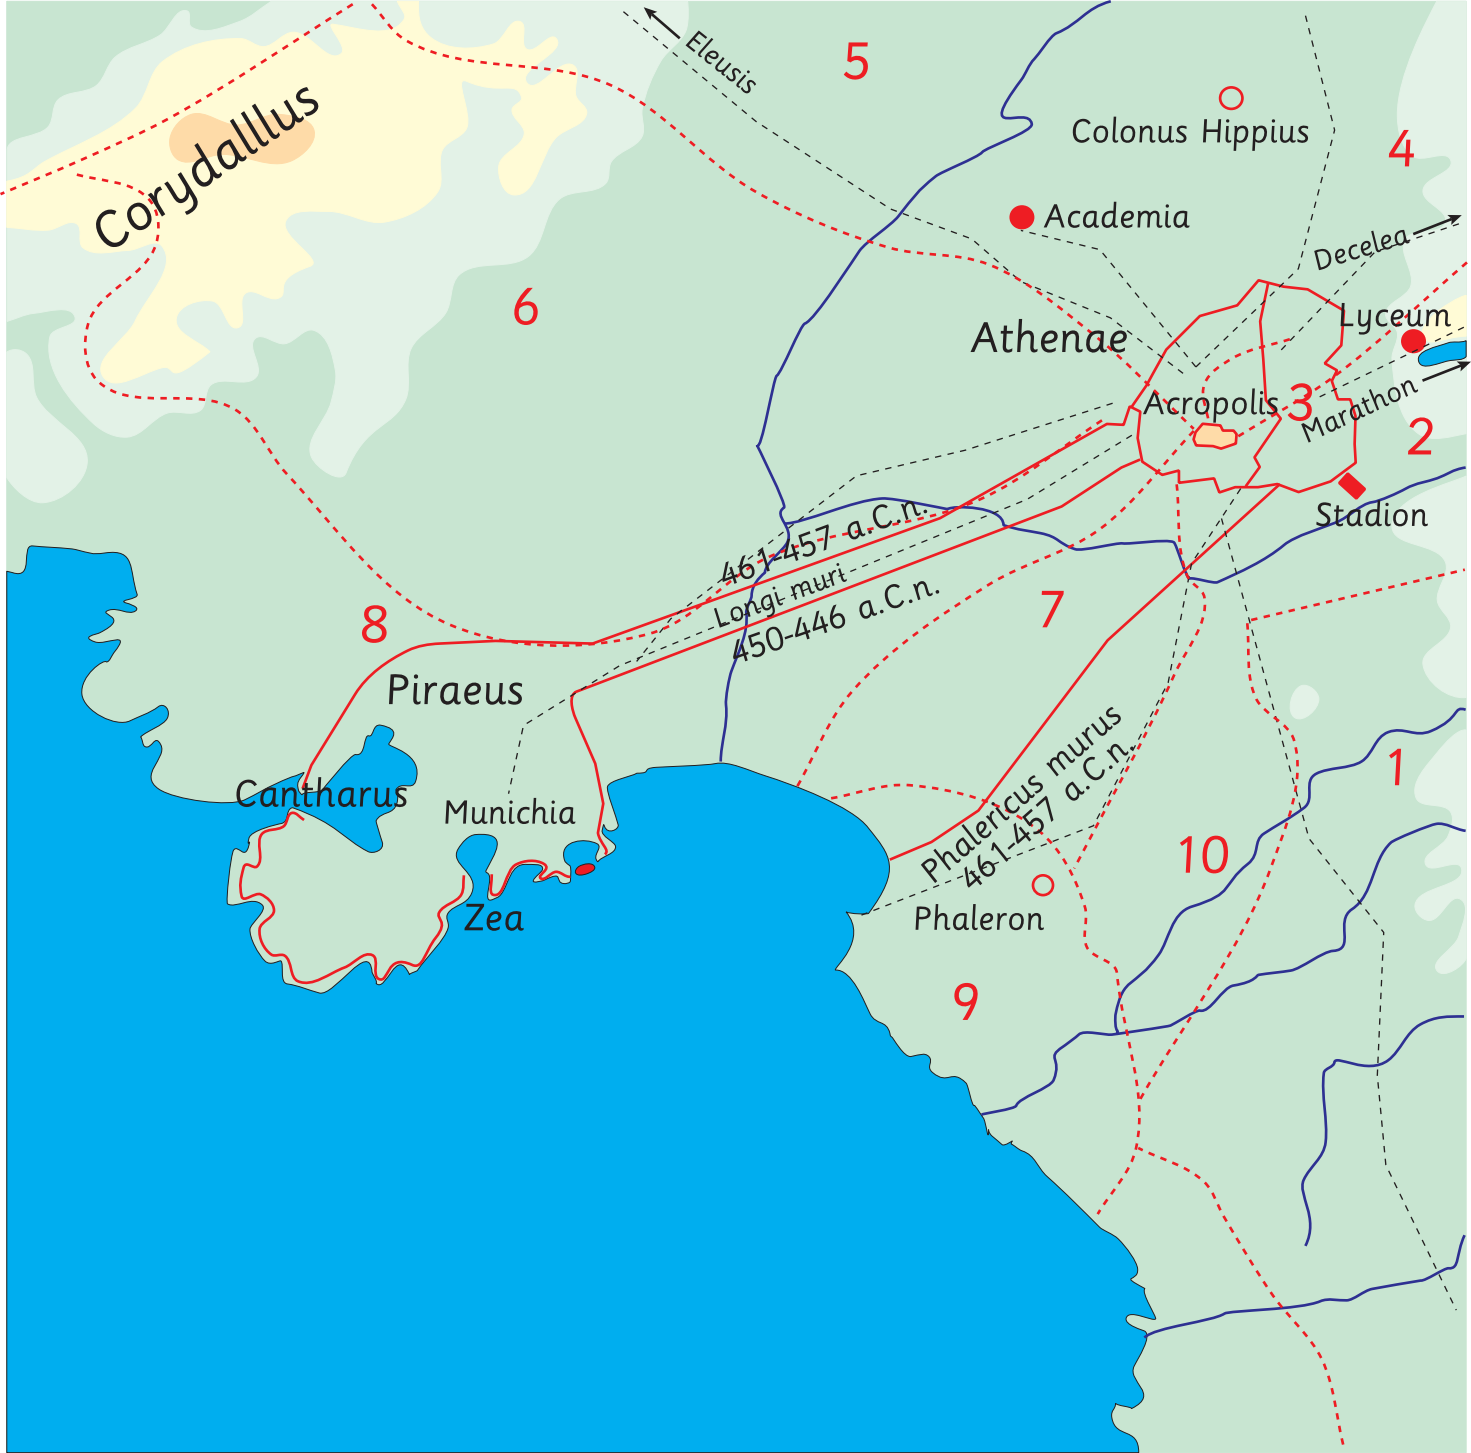 Eleusis
5
Colonus Hippius
4
Corydalllus
Academia
Decelea
6
Athenae
Lyceum
Acropolis
3
Marathon
2
Stadion
461-457 a.C.n.
Longi muri
450-446 a.C.n.
7
8
Piraeus
Phalericus murus
461-457 a.C.n.
1
Cantharus
Munichia
10
Zea
Phaleron
9